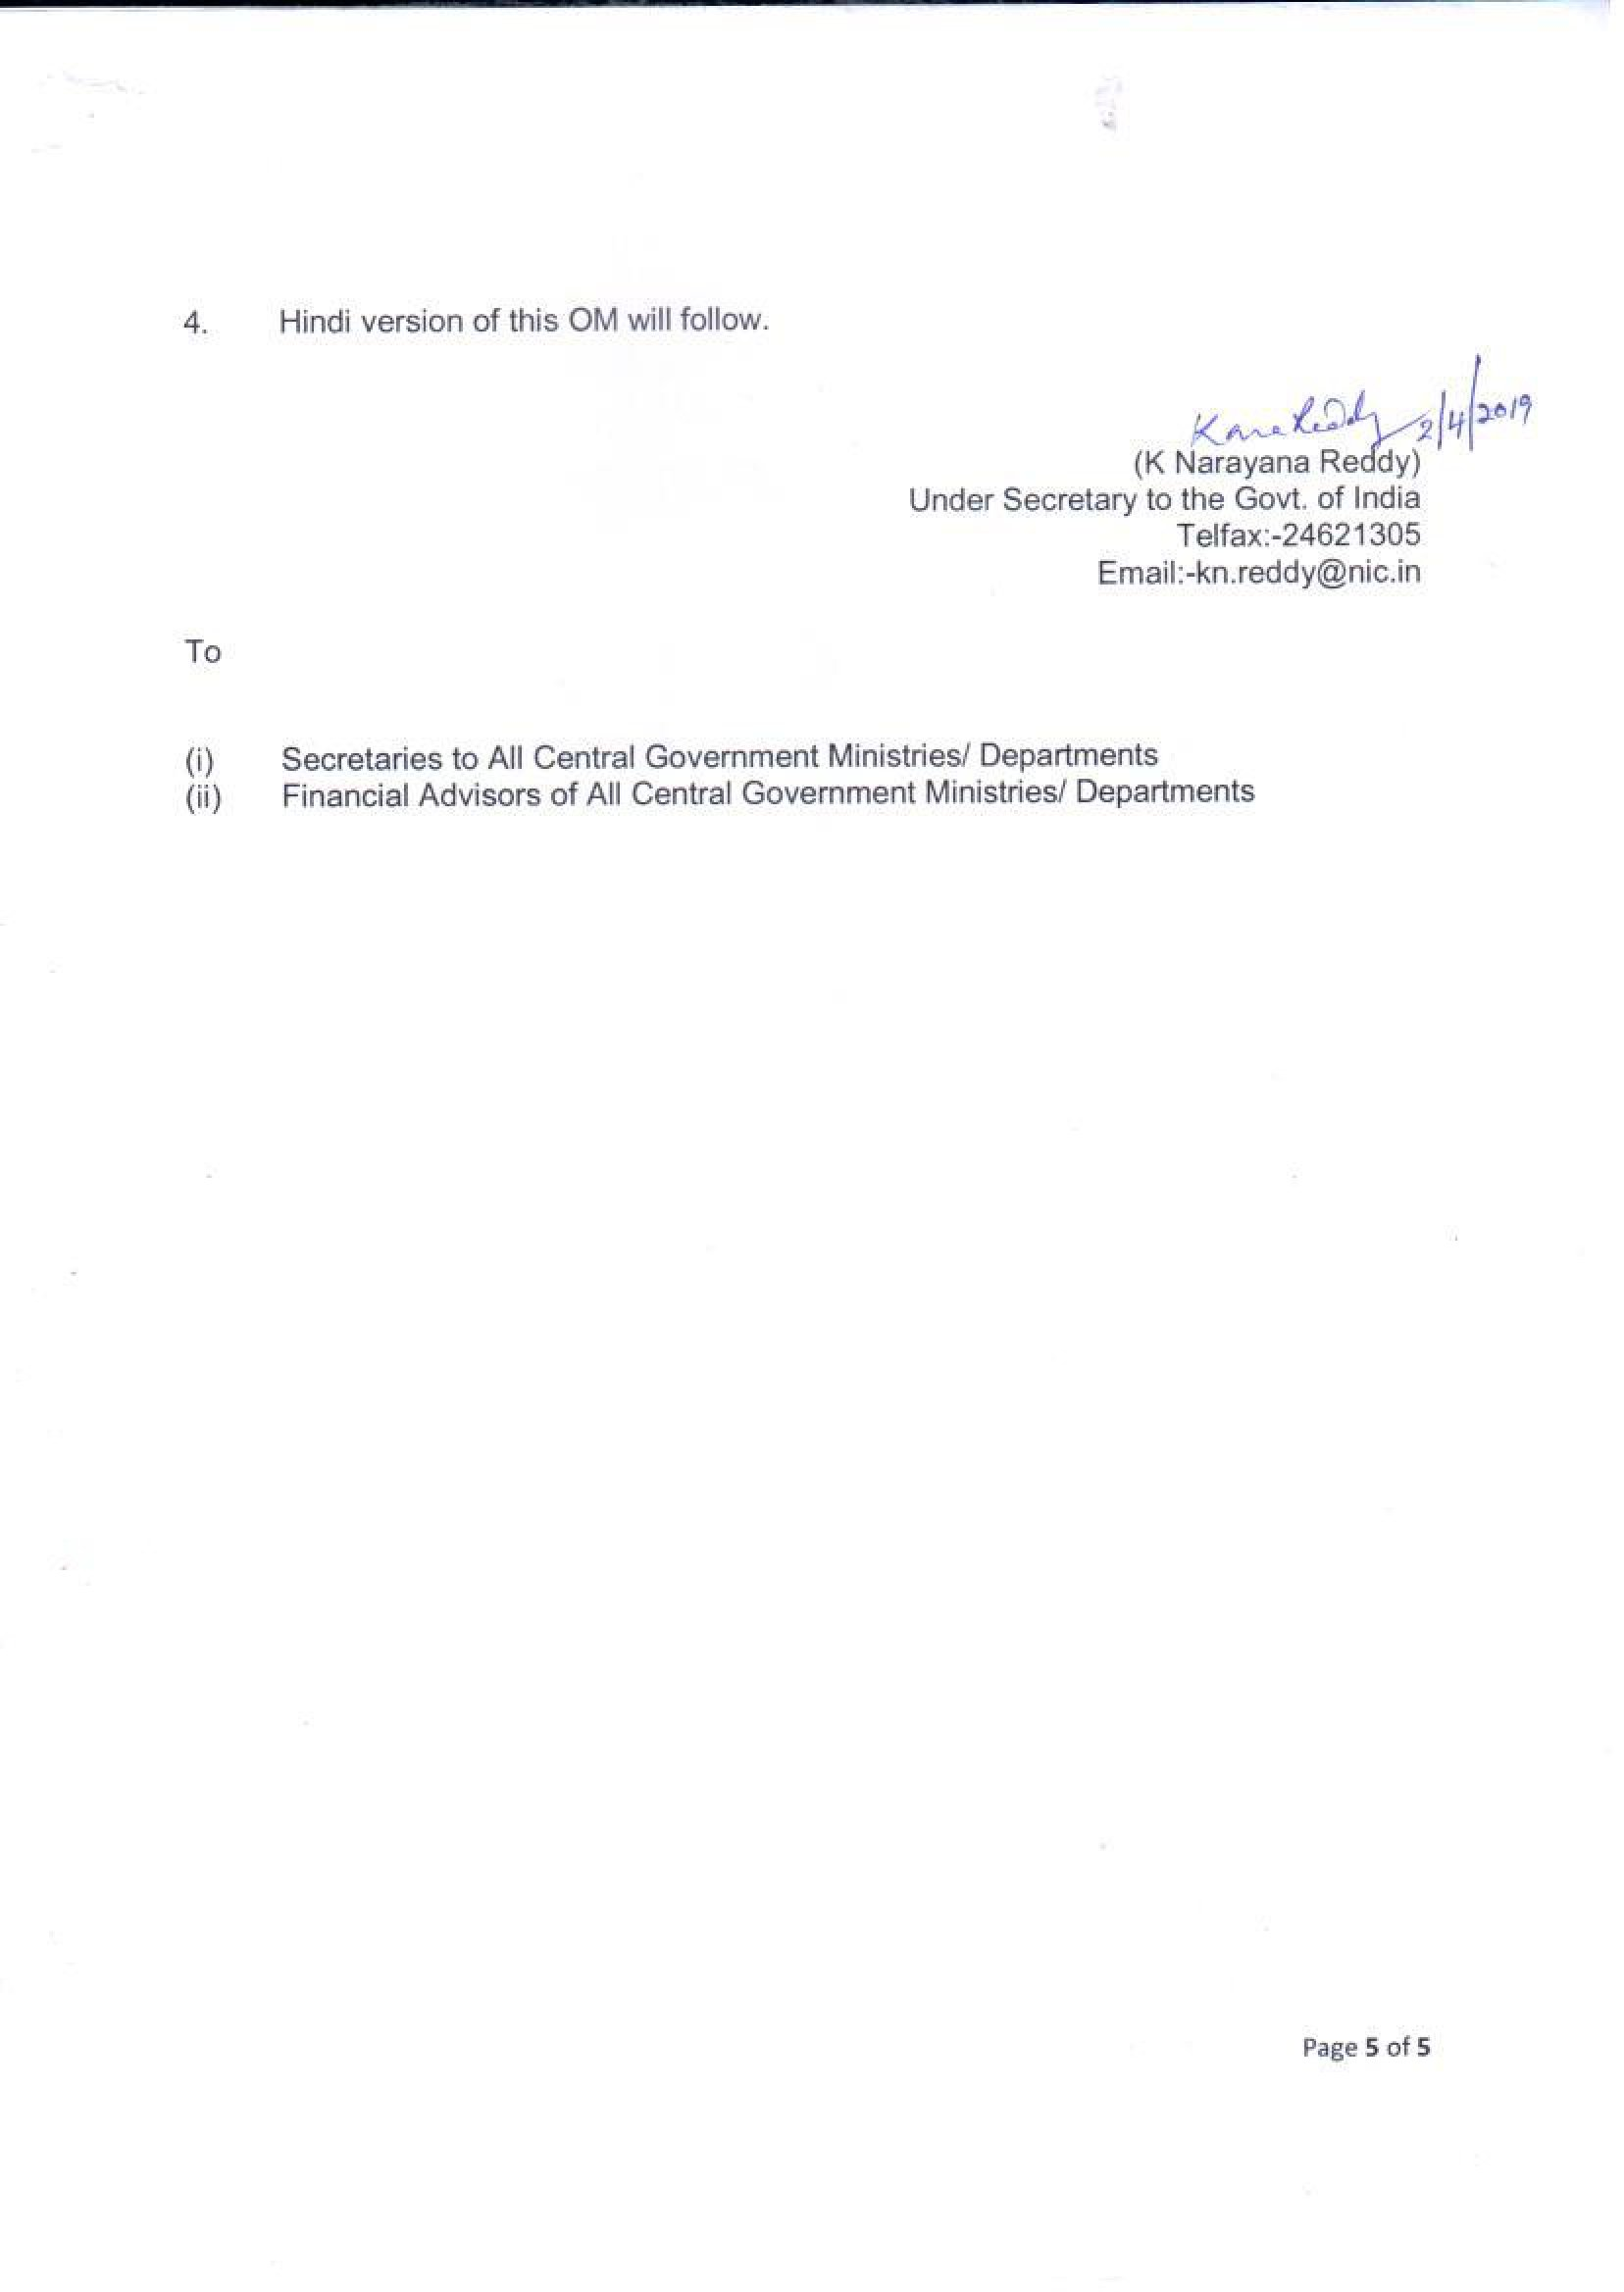 4. Hindi version of this OM will follow.
2/4/2019
(K Narayana Reddy)
Under Secretary to the Govt. of India
Telfax:-24621305
Email:-kn.reddy@nic.in
To
(i) Secretaries to All Central Government Ministries/ Departments
(ii) Financial Advisors of All Central Government Ministries/ Departments
Page 5 of 5